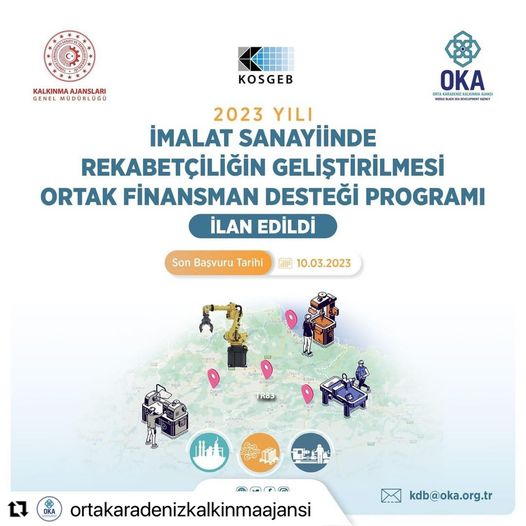 KALKINMA AJANSLARI
GENEL MÜDÜRLÜĞÜ
KOSGEB
OKA
ORTA KARADENİZ KALKINMA AJANSI
MIDDLE BLACK SEA DEVELOPMENT AGENCY
2023 YILI
İMALAT SANAYİİNDE
REKABETÇİLİĞİN GELİŞTİRİLMESİ
ORTAK FİNANSMAN DESTEĞİ PROGRAMI
İLAN EDİLDİ
Son Başvuru Tarihi
10.03.2023
TR83
kdb@oka.org.tr
OKA
ortakaradenizkalkinmaajansi